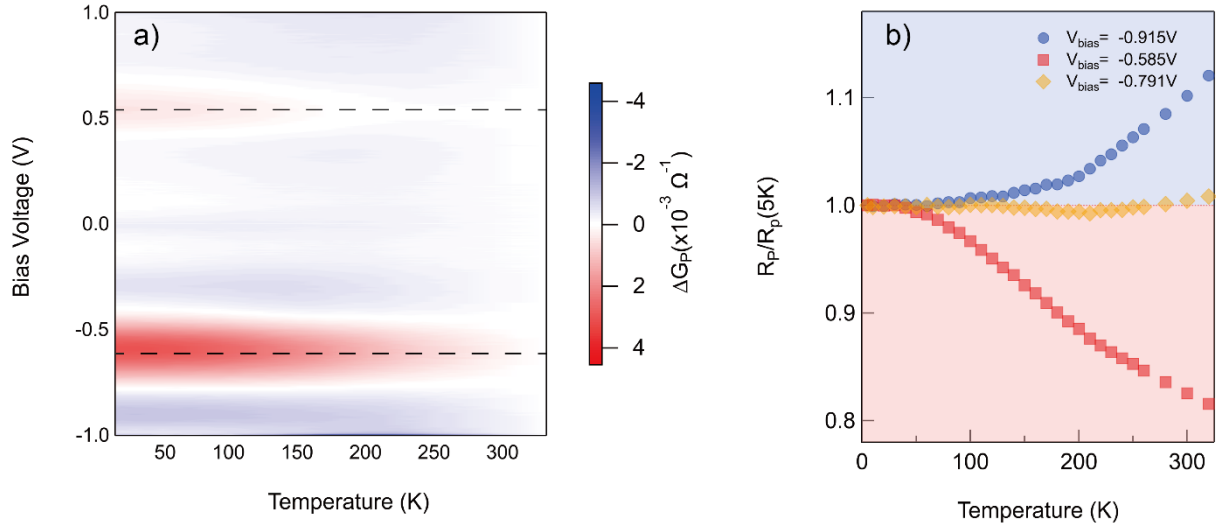 a)
1.0
0.5
0.0
-0.5
-1.0
Bias Voltage (V)
50 100 150 200 250 300
Temperature (K)
-4
-2
0
2
4
ΔG_P(x10⁻³ Ω⁻¹)
b)
V_bias= -0.915V
V_bias= -0.585V
V_bias= -0.791V
1.1
1.0
0.9
0.8
R_P/R_p(5K)
0 100 200 300
Temperature (K)